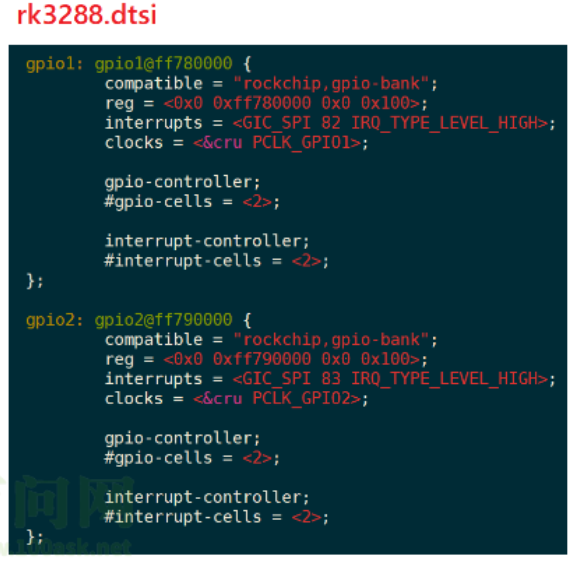 rk3288.dtsi
gpio1: gpio1@ff780000 {
compatible = "rockchip,gpio-bank";
reg = <0x0 0xff780000 0x0 0x100>;
interrupts = <GIC_SPI 82 IRQ_TYPE_LEVEL_HIGH>;
clocks = <&cru PCLK_GPIO1>;
gpio-controller;
#gpio-cells = <2>;
interrupt-controller;
#interrupt-cells = <2>;
};
gpio2: gpio2@ff790000 {
compatible = "rockchip,gpio-bank";
reg = <0x0 0xff790000 0x0 0x100>;
interrupts = <GIC_SPI 83 IRQ_TYPE_LEVEL_HIGH>;
clocks = <&cru PCLK_GPIO2>;
gpio-controller;
#gpio-cells = <2>;
interrupt-controller;
#interrupt-cells = <2>;
};
问网